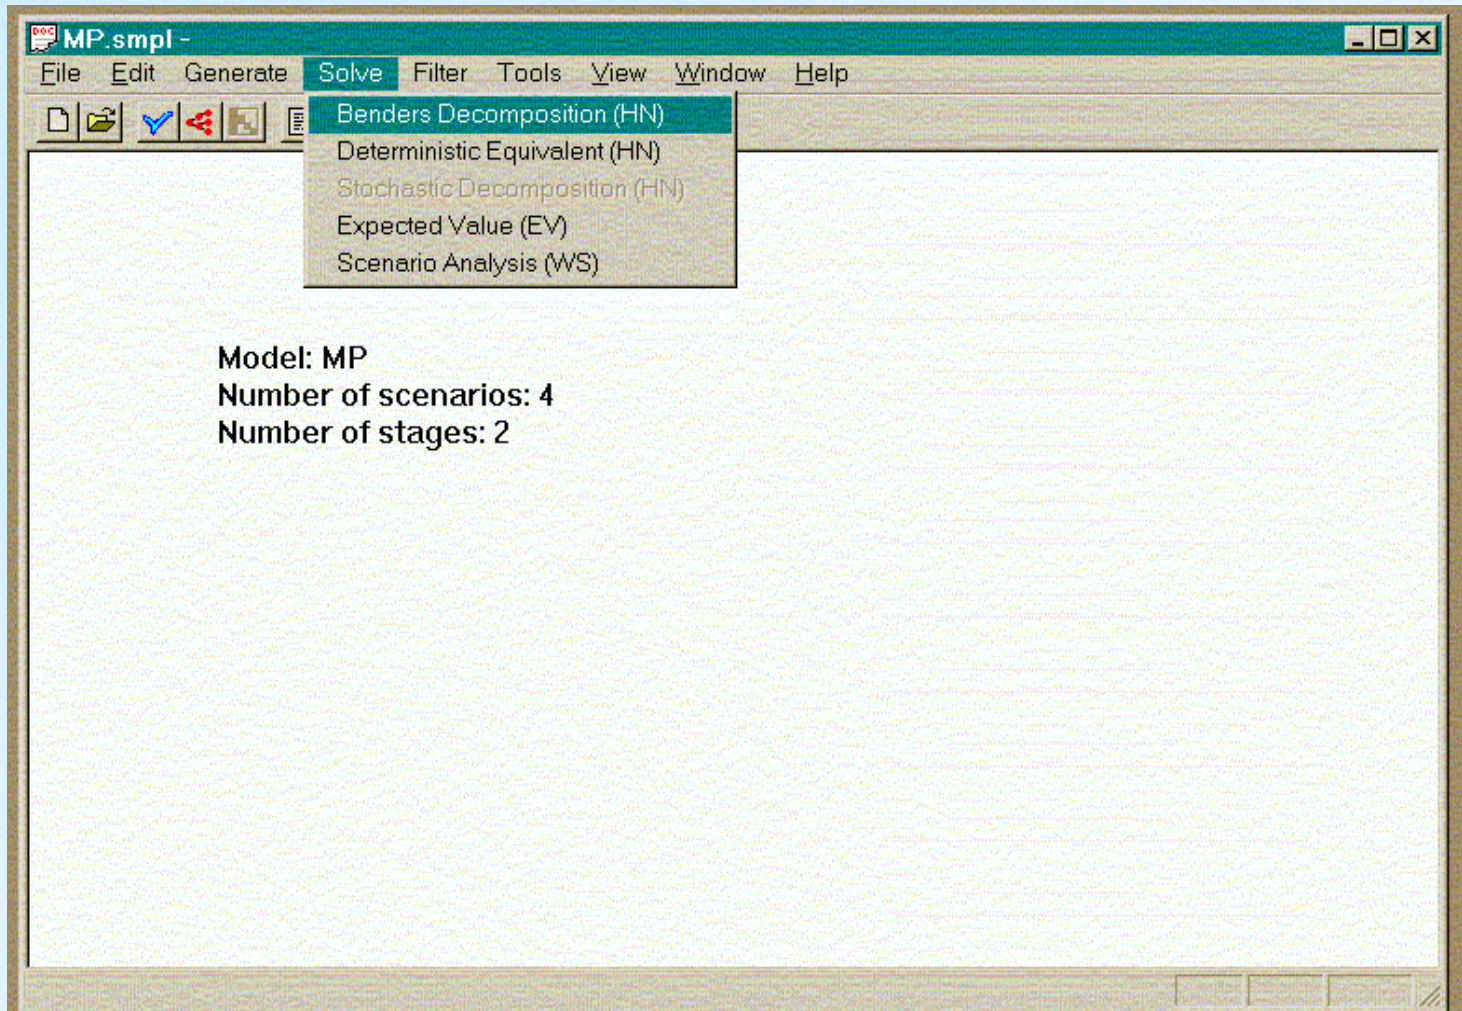 DOC
MP.smpl -
File Edit Generate Solve Filter Tools View Window Help
Benders Decomposition (HN)
Deterministic Equivalent (HN)
Stochastic Decomposition (HN)
Expected Value (EV)
Scenario Analysis (WS)
Model: MP
Number of scenarios: 4
Number of stages: 2